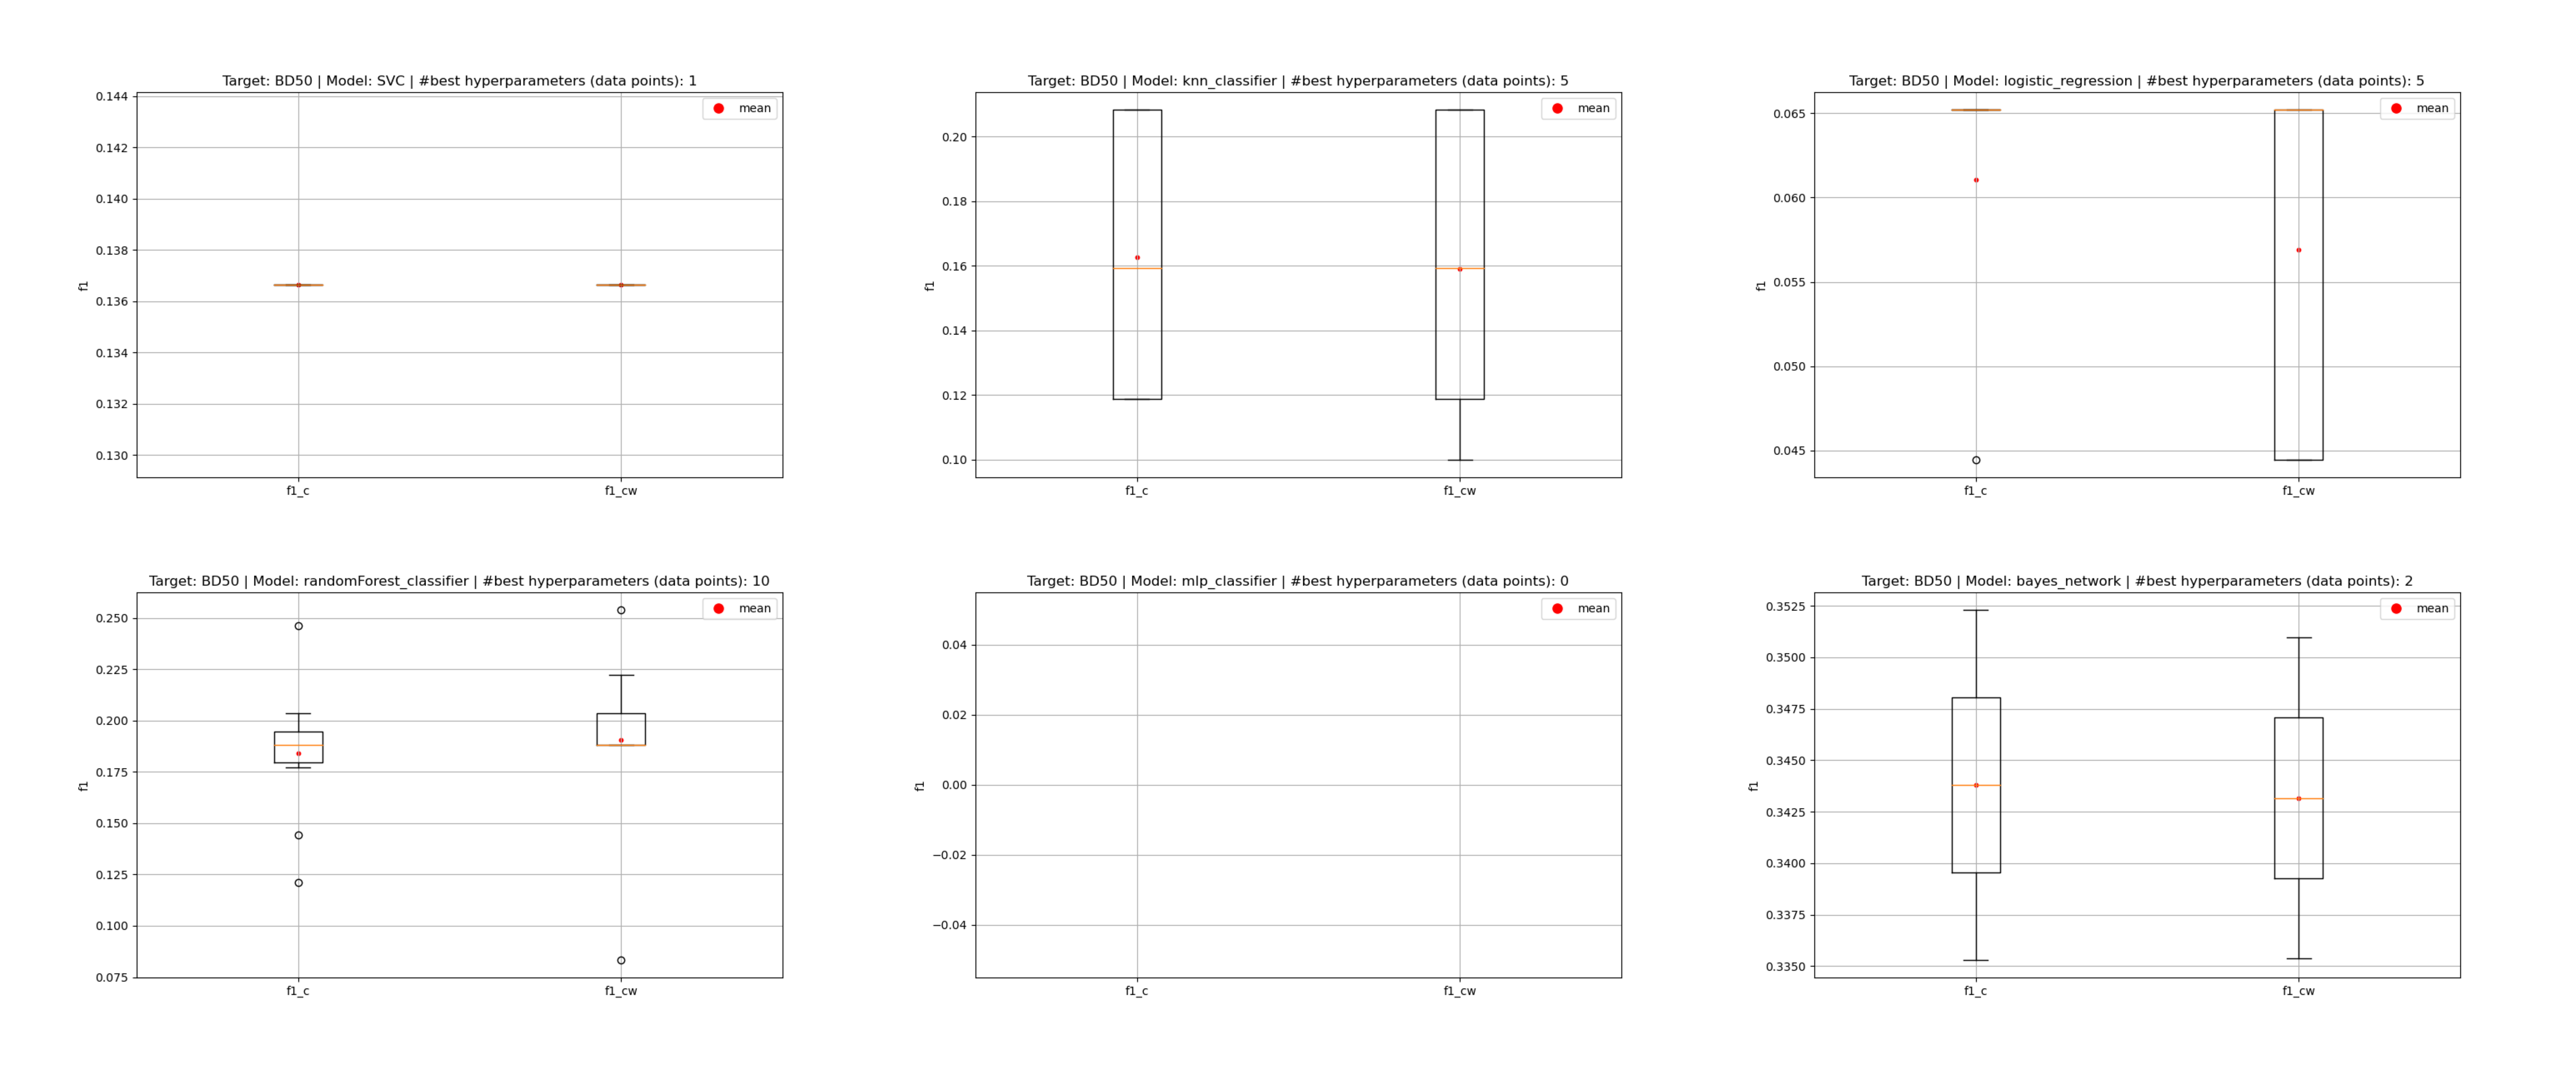 Target: BD50 | Model: SVC | #best hyperparameters (data points): 1
mean
0.144
0.142
0.140
0.138
0.136
0.134
0.132
0.130
f1
f1_c
f1_cw
Target: BD50 | Model: knn_classifier | #best hyperparameters (data points): 5
mean
0.20
0.18
0.16
0.14
0.12
0.10
f1
f1_c
f1_cw
Target: BD50 | Model: logistic_regression | #best hyperparameters (data points): 5
mean
0.065
0.060
0.055
0.050
0.045
f1
f1_c
f1_cw
Target: BD50 | Model: randomForest_classifier | #best hyperparameters (data points): 10
mean
0.250
0.225
0.200
0.175
0.150
0.125
0.100
0.075
f1
f1_c
f1_cw
Target: BD50 | Model: mlp_classifier | #best hyperparameters (data points): 0
mean
0.04
0.02
0.00
−0.02
−0.04
f1
f1_c
f1_cw
Target: BD50 | Model: bayes_network | #best hyperparameters (data points): 2
mean
0.3525
0.3500
0.3475
0.3450
0.3425
0.3400
0.3375
0.3350
f1
f1_c
f1_cw